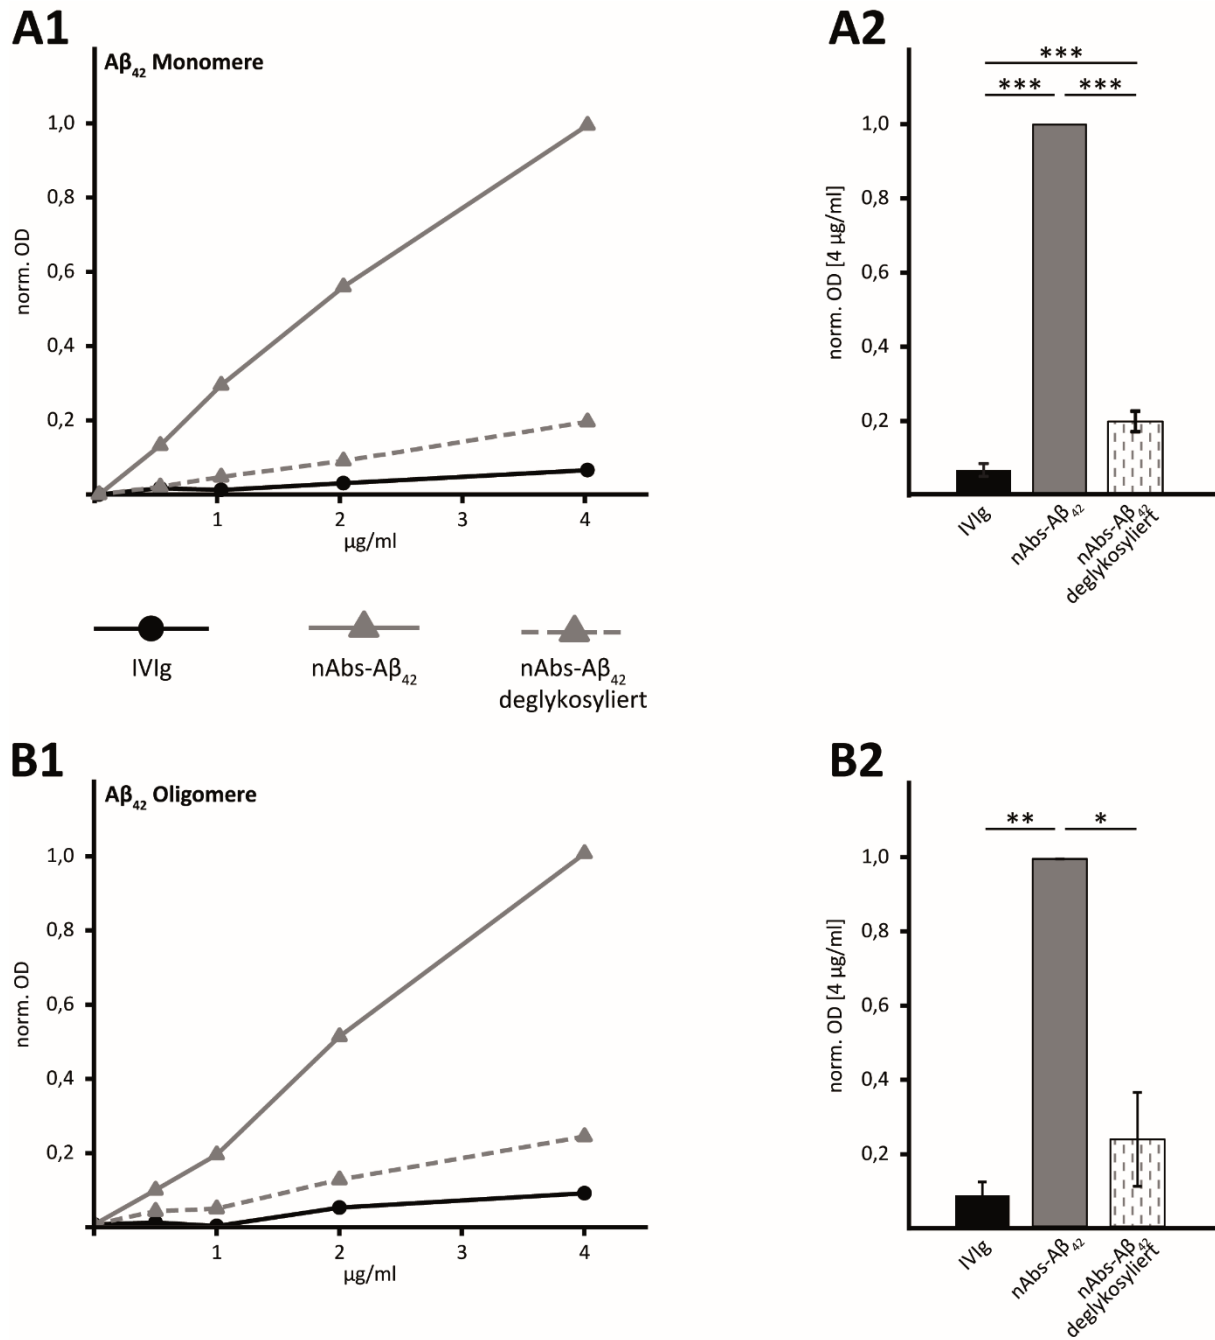 A1
Aβ₄₂ Monomere
1,0
0,8
0,6
0,4
0,2
norm. OD
1
2
3
4
µg/ml
A2
***
*** ***
1,0
0,8
0,6
0,4
0,2
norm. OD [4 µg/ml]
IVIg
nAbs-Aβ₄₂
nAbs-Aβ₄₂
deglykosyliert
IVIg
nAbs-Aβ₄₂
nAbs-Aβ₄₂
deglykosyliert
B1
Aβ₄₂ Oligomere
1,0
0,8
0,6
0,4
0,2
norm. OD
1
2
3
4
µg/ml
B2
** *
1,0
0,8
0,6
0,4
0,2
norm. OD [4 µg/ml]
IVIg
nAbs-Aβ₄₂
nAbs-Aβ₄₂
deglykosyliert